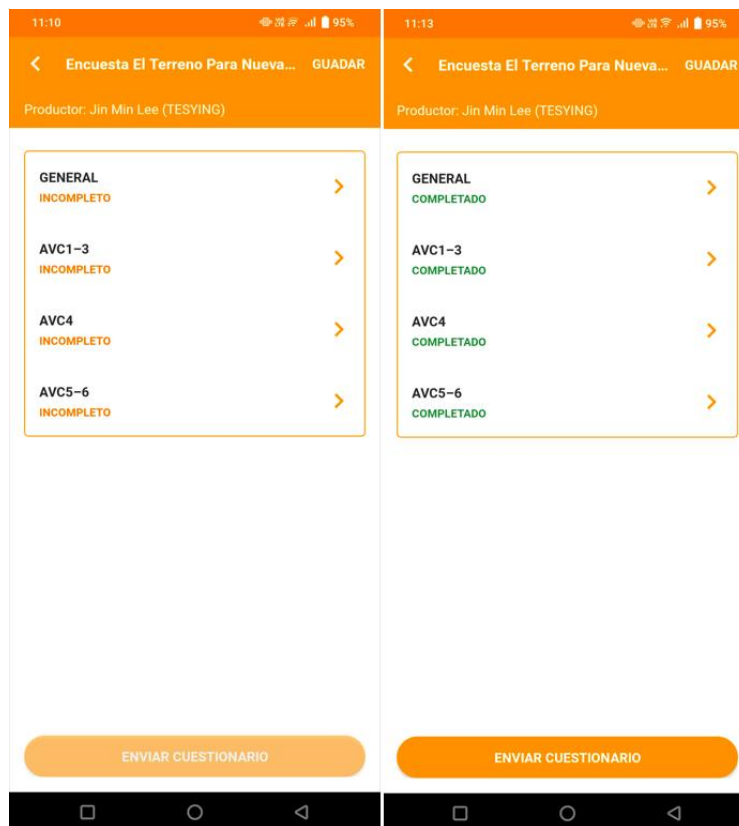 11:10
95%
Encuesta El Terreno Para Nueva... GUADAR
Productor: Jin Min Lee (TESYING)
GENERAL
INCOMPLETO
AVC1–3
INCOMPLETO
AVC4
INCOMPLETO
AVC5–6
INCOMPLETO
ENVIAR CUESTIONARIO
11:13
95%
Encuesta El Terreno Para Nueva... GUADAR
Productor: Jin Min Lee (TESYING)
GENERAL
COMPLETADO
AVC1–3
COMPLETADO
AVC4
COMPLETADO
AVC5–6
COMPLETADO
ENVIAR CUESTIONARIO